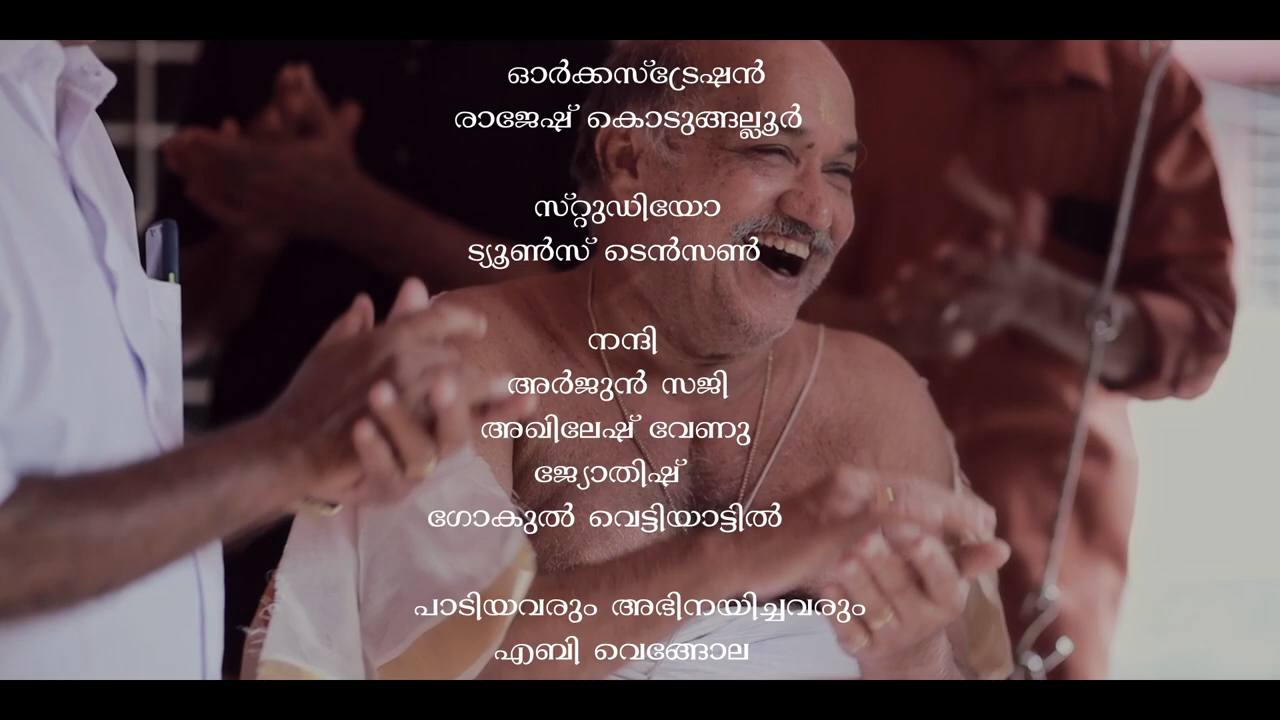 ഓർക്കസ്ട്രേഷൻ
രാജേഷ് കൊടുങ്ങല്ലൂർ
സ്റ്റുഡിയോ
ട്യൂൺസ് ടെൻസൺ
നന്ദി
അർജുൻ സജി
അഖിലേഷ് വേണു
ജ്യോതിഷ്
ഗോകുൽ വെട്ടിയാട്ടിൽ
പാടിയവരും അഭിനയിച്ചവരും
എബി വെങ്ങോല